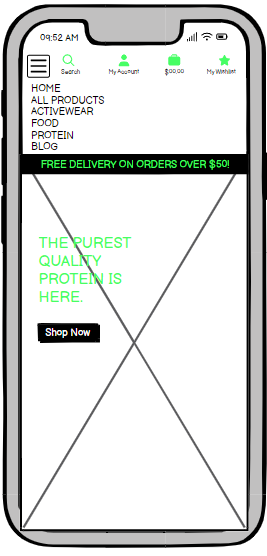 09:52 AM
Search My Account $00.00 My Wishlist
HOME
ALL PRODUCTS
ACTIVEWEAR
FOOD
PROTEIN
BLOG
FREE DELIVERY ON ORDERS OVER $50!
THE PUREST
QUALITY
PROTEIN IS
HERE.
Shop Now